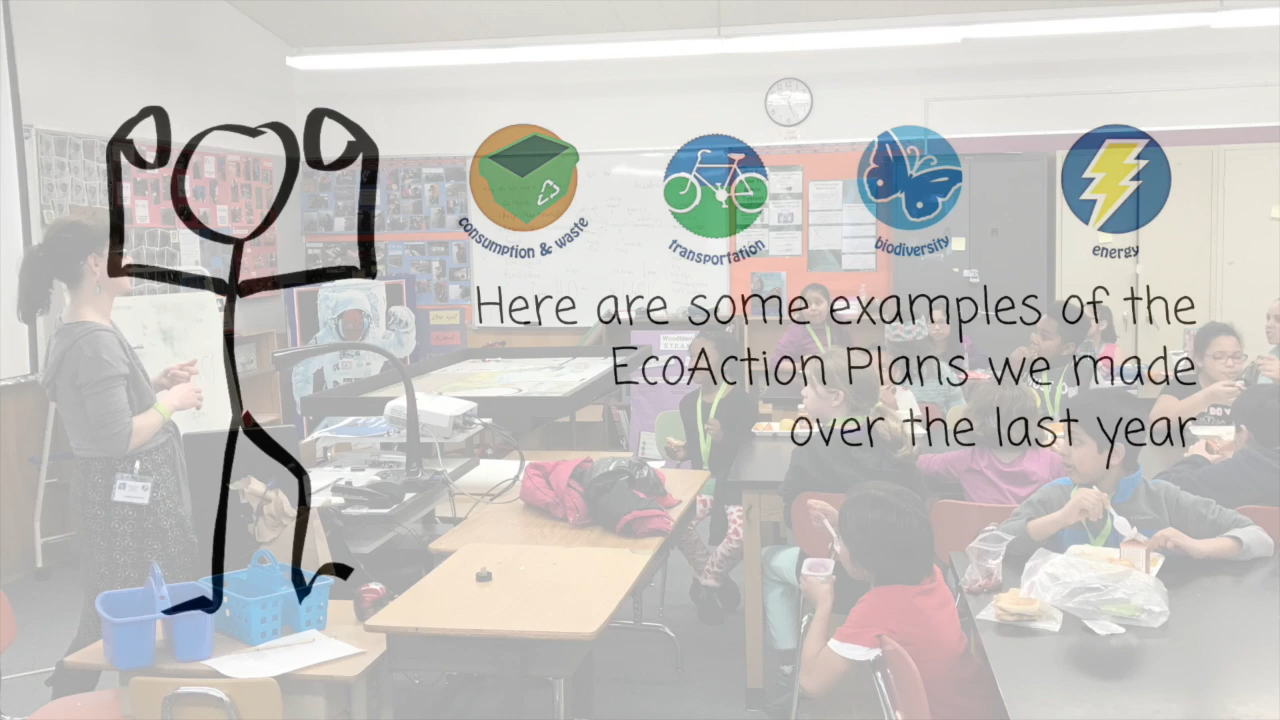 consumption & waste
transportation
biodiversity
energy
Here are some examples of the
EcoAction Plans we made
over the last year